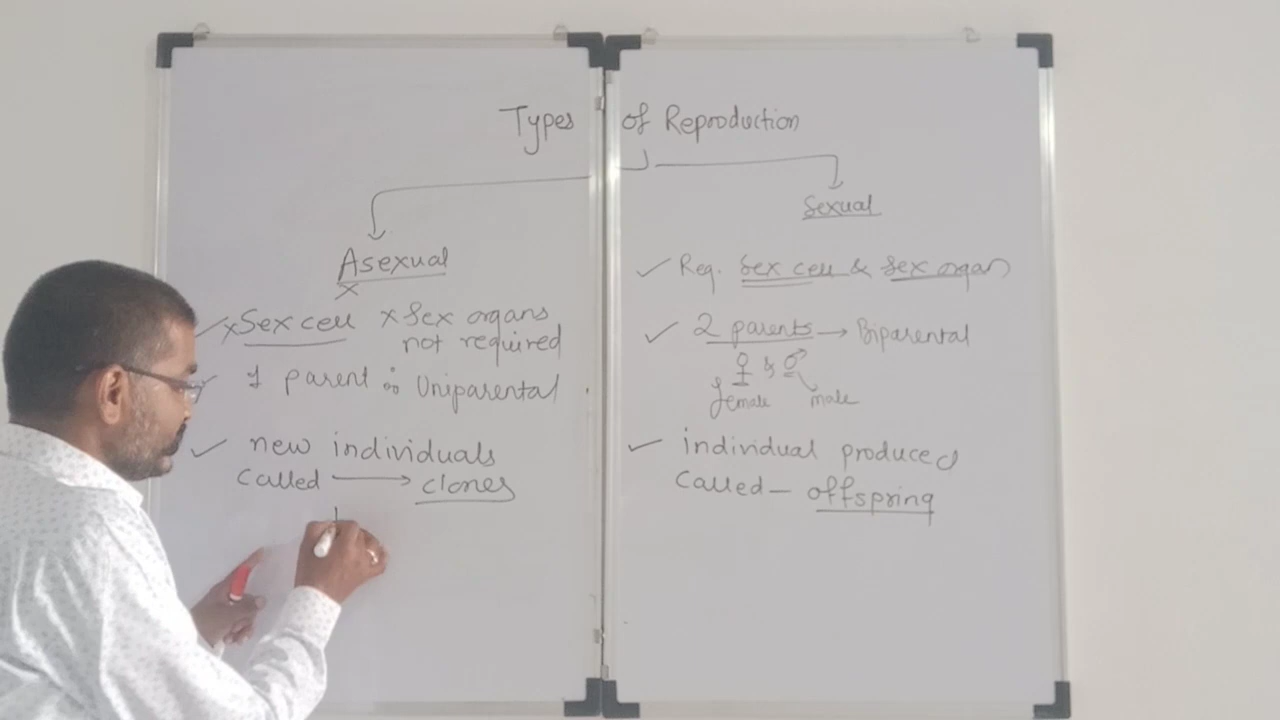 Types of Reproduction
Asexual
x
✓ x Sex cell x Sex organs
not required
✓ 1 parent ஃ Uniparental
✓ new individuals
called → clones
Sexual
✓ Req. Sex cell & Sex organ
✓ 2 parents → Biparental
♀ & ♂
female male
✓ individual produced
called - offspring